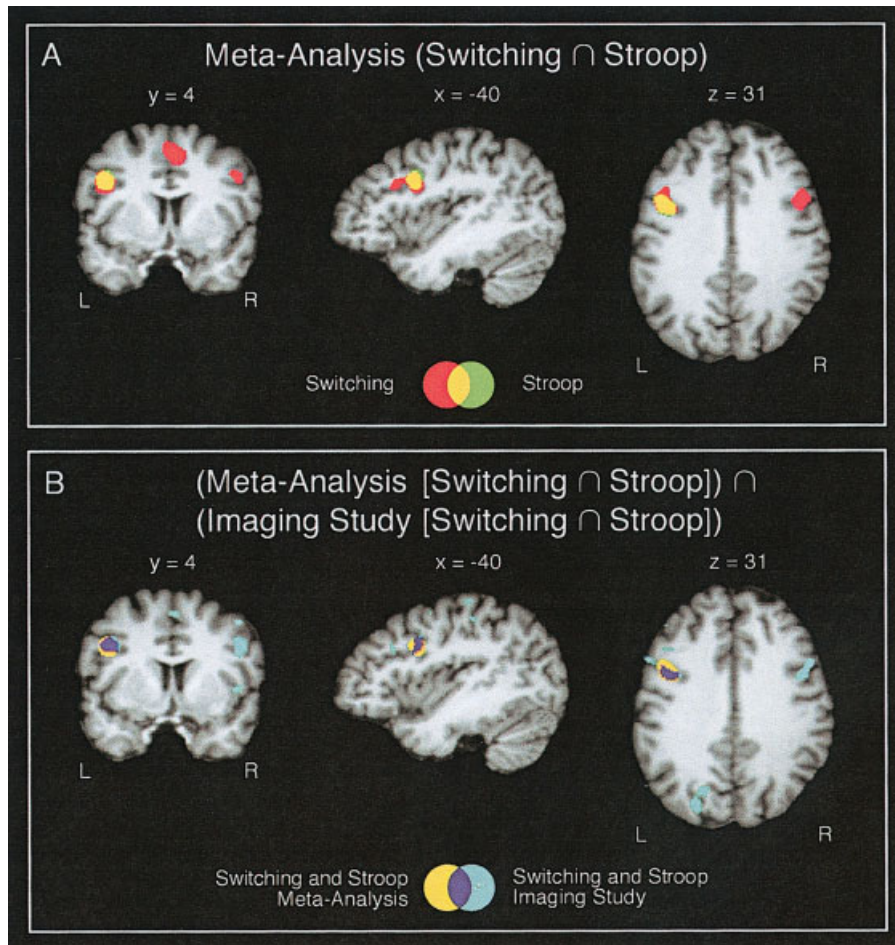 A
Meta-Analysis (Switching ∩ Stroop)
y = 4
x = -40
z = 31
L
R
L
R
Switching
Stroop
B
(Meta-Analysis [Switching ∩ Stroop]) ∩
(Imaging Study [Switching ∩ Stroop])
y = 4
x = -40
z = 31
L
R
L
R
Switching and Stroop
Meta-Analysis
Switching and Stroop
Imaging Study